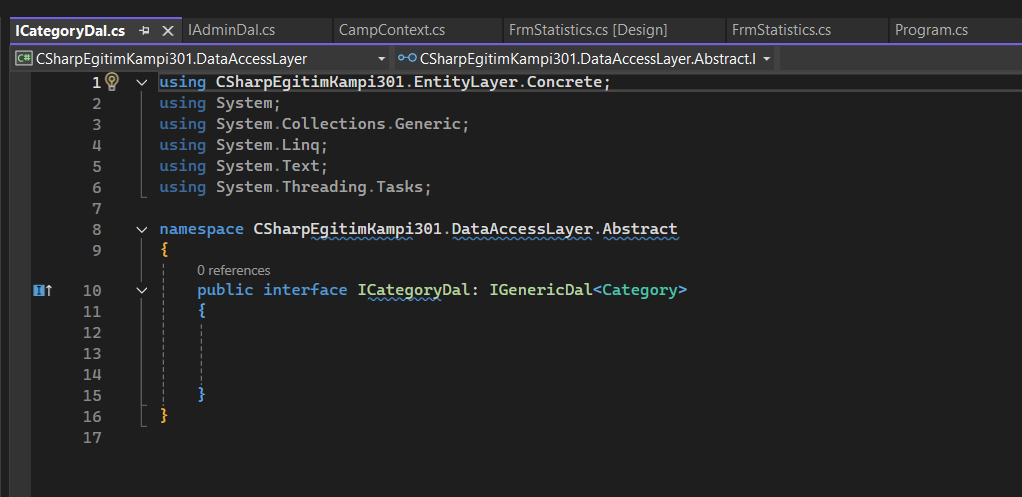 ICategoryDal.cs IAdminDal.cs CampContext.cs FrmStatistics.cs [Design] FrmStatistics.cs Program.cs
C# CSharpEgitimKampi301.DataAccessLayer CSharpEgitimKampi301.DataAccessLayer.Abstract.I
1 using CSharpEgitimKampi301.EntityLayer.Concrete;
2 using System;
3 using System.Collections.Generic;
4 using System.Linq;
5 using System.Text;
6 using System.Threading.Tasks;
7
8 namespace CSharpEgitimKampi301.DataAccessLayer.Abstract
9 {
0 references
10 public interface ICategoryDal: IGenericDal<Category>
11 {
12
13
14
15 }
16 }
17